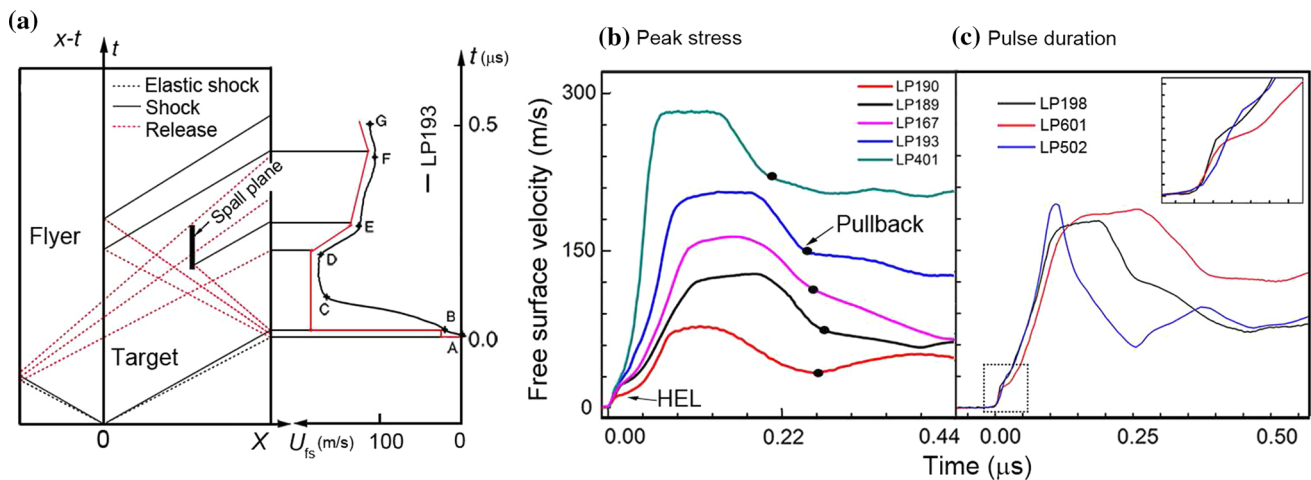 (a)
x-t
t
t (μs)
Elastic shock
Shock
Release
LP193
Spall plane
Flyer
Target
G
F
E
D
C
B
A
0.5
0.0
0
X
Ufs (m/s)
100
0
(b) Peak stress
300
150
0
Free surface velocity (m/s)
LP190
LP189
LP167
LP193
LP401
Pullback
HEL
0.00
0.22
0.44
(c) Pulse duration
LP198
LP601
LP502
0.00
0.25
0.50
Time (μs)